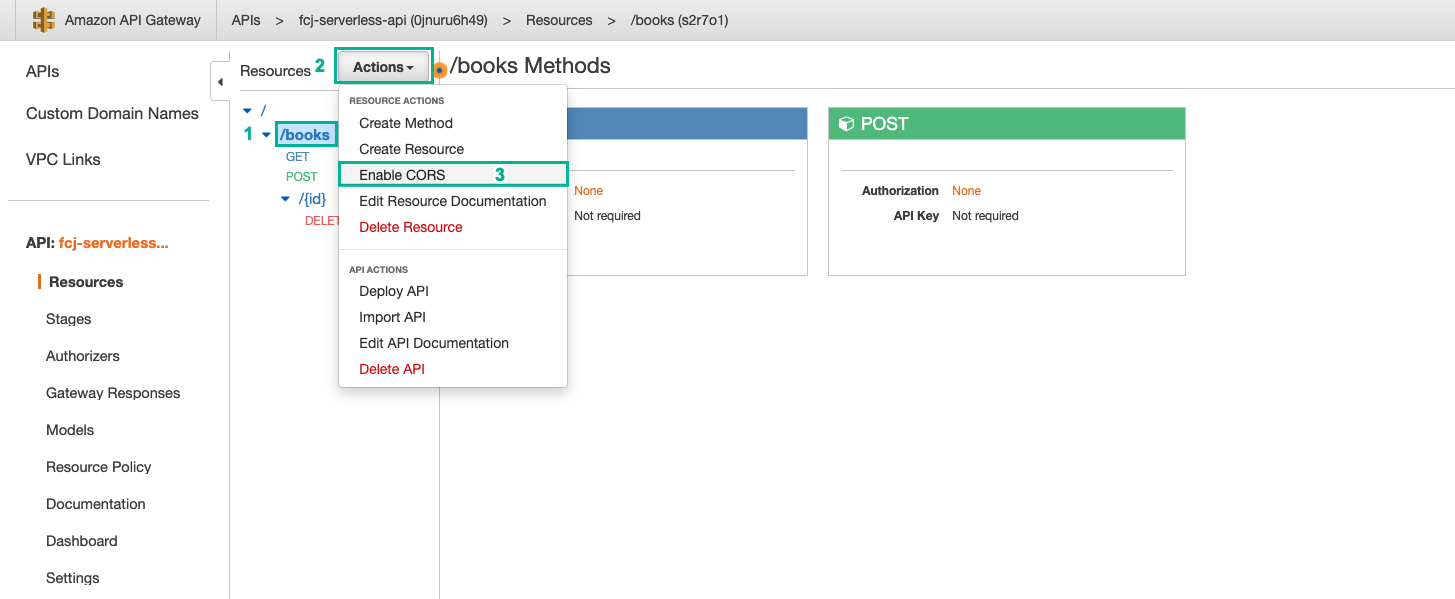 Amazon API Gateway
APIs > fcj-serverless-api (0jnuru6h49) > Resources > /books (s2r7o1)
APIs
Custom Domain Names
VPC Links
API: fcj-serverless...
Resources
Stages
Authorizers
Gateway Responses
Models
Resource Policy
Documentation
Dashboard
Settings
Resources 2
/
1 /books
GET
POST
/{id}
DELET
Actions
RESOURCE ACTIONS
Create Method
Create Resource
Enable CORS 3
Edit Resource Documentation
Delete Resource
API ACTIONS
Deploy API
Import API
Edit API Documentation
Delete API
/books Methods
None
Not required
POST
Authorization None
API Key Not required